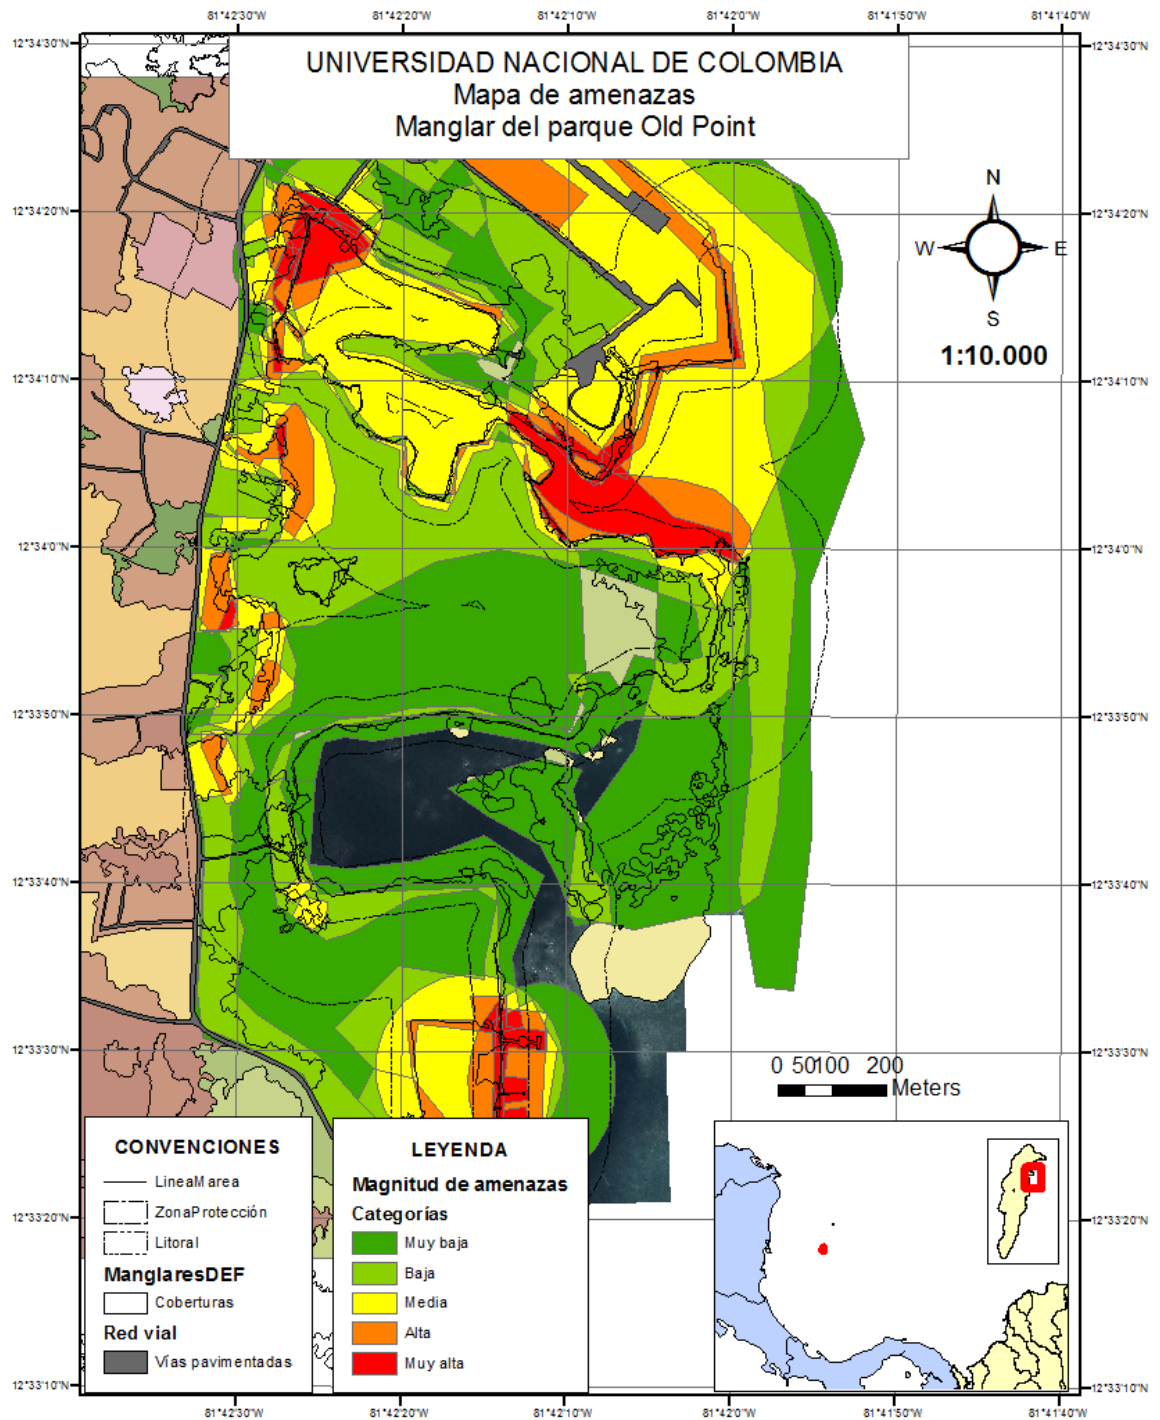 81°42'30"W 81°42'20"W 81°42'10"W 81°42'0"W 81°41'50"W 81°41'40"W
12°34'30"N 12°34'30"N
UNIVERSIDAD NACIONAL DE COLOMBIA
Mapa de amenazas
Manglar del parque Old Point
N
12°34'20"N 12°34'20"N
W E
S
1:10.000
12°34'10"N 12°34'10"N
12°34'0"N 12°34'0"N
12°33'50"N 12°33'50"N
12°33'40"N 12°33'40"N
12°33'30"N 12°33'30"N
0 50100 200
Meters
CONVENCIONES
LineaMarea
ZonaProtección
Litoral
ManglaresDEF
Coberturas
Red vial
Vías pavimentadas
LEYENDA
Magnitud de amenazas
Categorías
Muy baja
Baja
Media
Alta
Muy alta
12°33'20"N 12°33'20"N
12°33'10"N 12°33'10"N
81°42'30"W 81°42'20"W 81°42'10"W 81°42'0"W 81°41'50"W 81°41'40"W